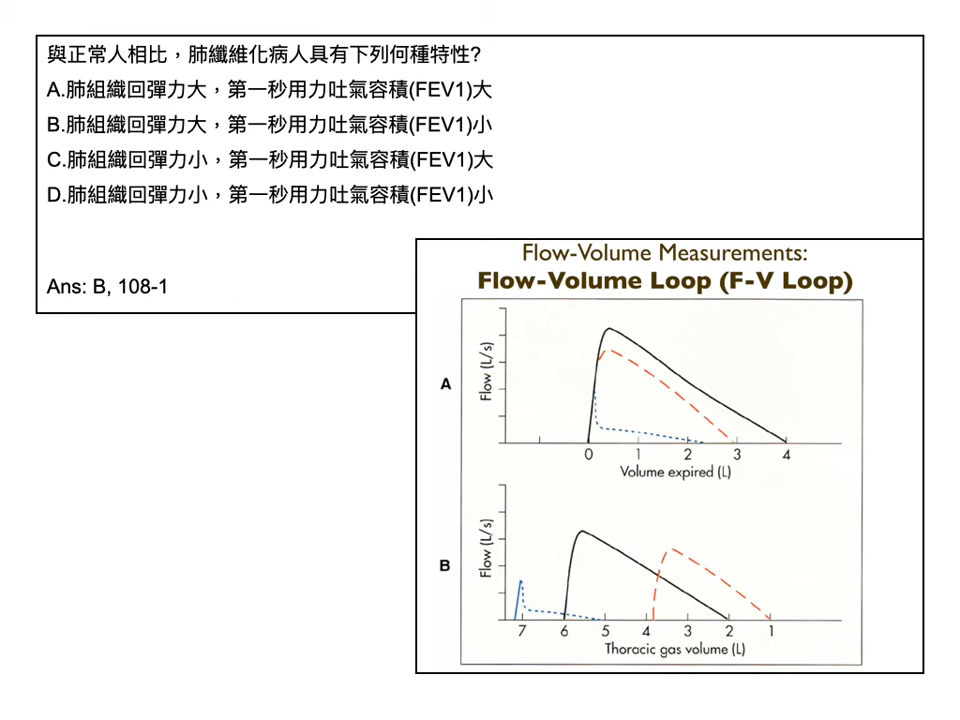 與正常人相比，肺纖維化病人具有下列何種特性?
A.肺組織回彈力大，第一秒用力吐氣容積(FEV1)大
B.肺組織回彈力大，第一秒用力吐氣容積(FEV1)小
C.肺組織回彈力小，第一秒用力吐氣容積(FEV1)大
D.肺組織回彈力小，第一秒用力吐氣容積(FEV1)小
Ans: B, 108-1
Flow-Volume Measurements:
Flow-Volume Loop (F-V Loop)
A
Flow (L/s)
0 1 2 3 4
Volume expired (L)
B
Flow (L/s)
7 6 5 4 3 2 1
Thoracic gas volume (L)